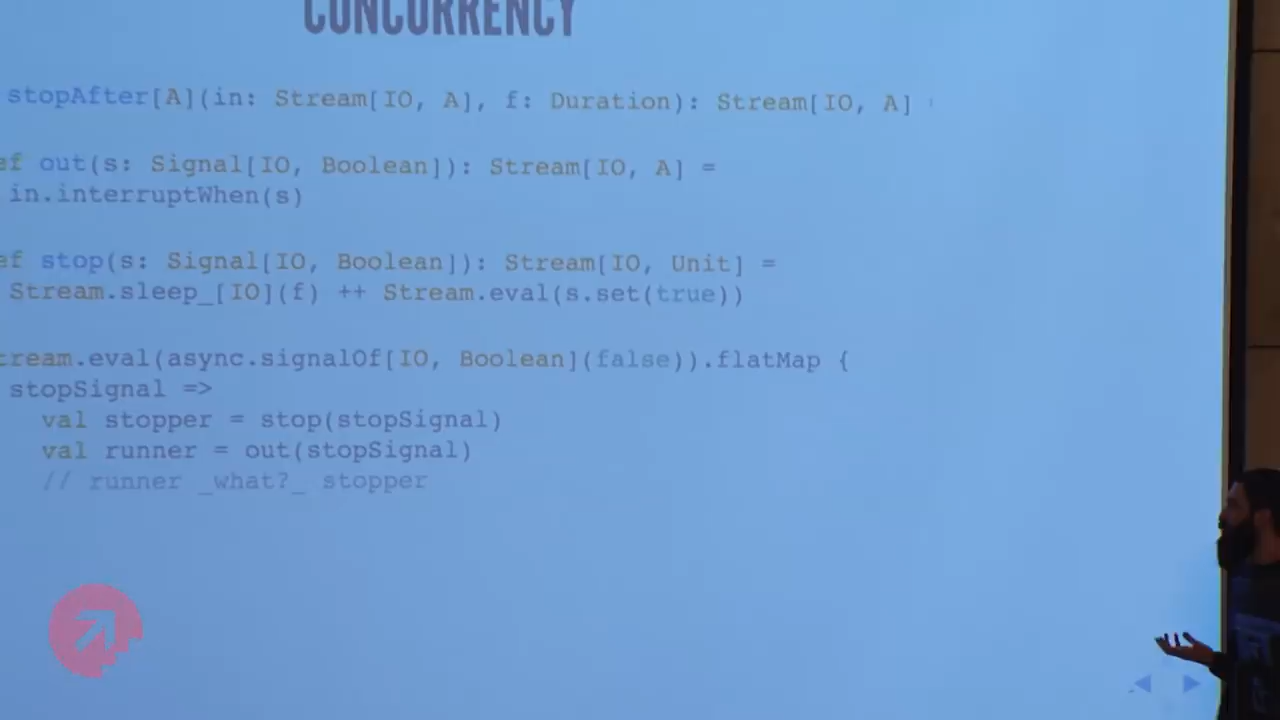 CONCURRENCY
stopAfter[A](in: Stream[IO, A], f: Duration): Stream[IO, A]
ef out(s: Signal[IO, Boolean]): Stream[IO, A] =
in.interruptWhen(s)
ef stop(s: Signal[IO, Boolean]): Stream[IO, Unit] =
Stream.sleep_[IO](f) ++ Stream.eval(s.set(true))
ream.eval(async.signalOf[IO, Boolean](false)).flatMap {
stopSignal =>
val stopper = stop(stopSignal)
val runner = out(stopSignal)
// runner _what?_ stopper